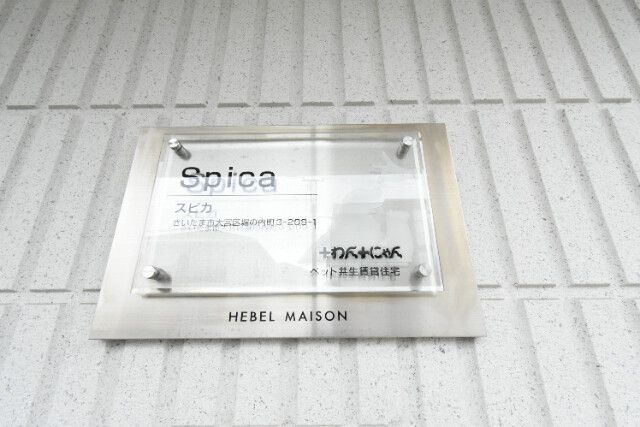 Spica
スピカ
さいたま市大宮区堀の内町3-209-1
+わん+にゃん
ペット共生賃貸住宅
HEBEL MAISON